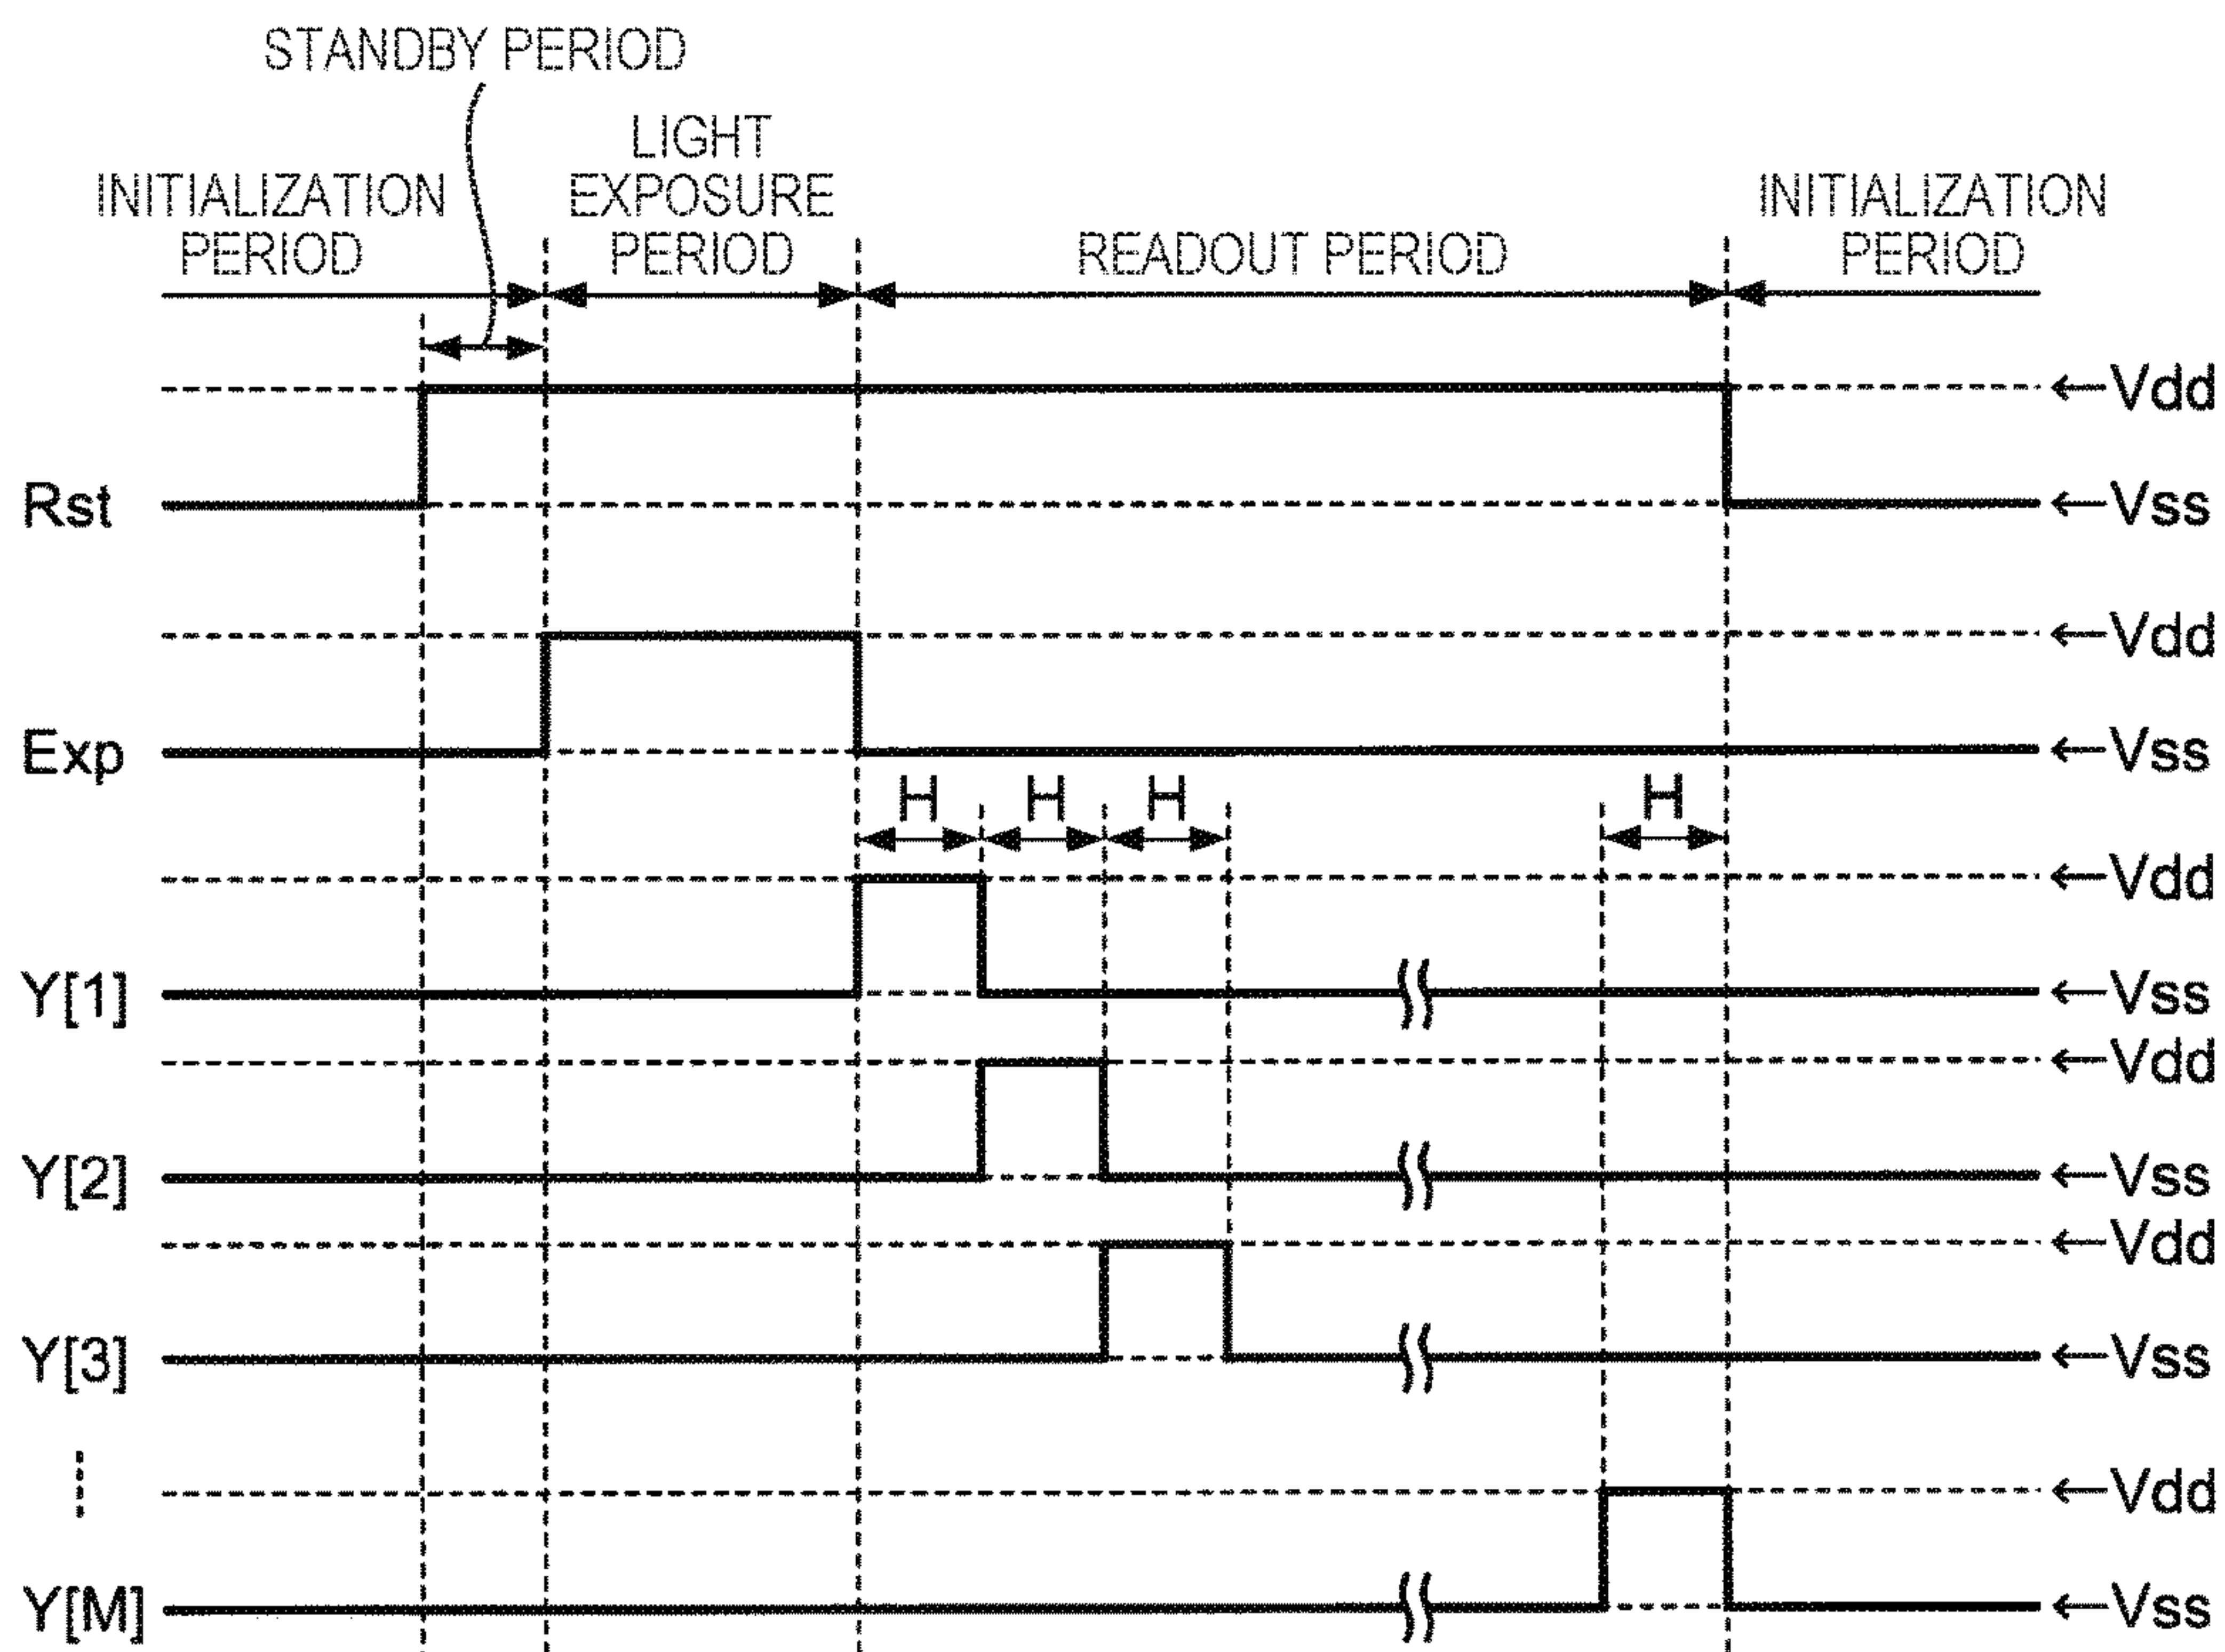 STANDBY PERIOD
INITIALIZATION
PERIOD
LIGHT
EXPOSURE
PERIOD
READOUT PERIOD
INITIALIZATION
PERIOD
Vdd
Rst
Vss
Vdd
Exp
Vss
H H H H
Vdd
Y[1]
Vss
Vdd
Y[2]
Vss
Vdd
Y[3]
Vss
Vdd
Y[M]
Vss